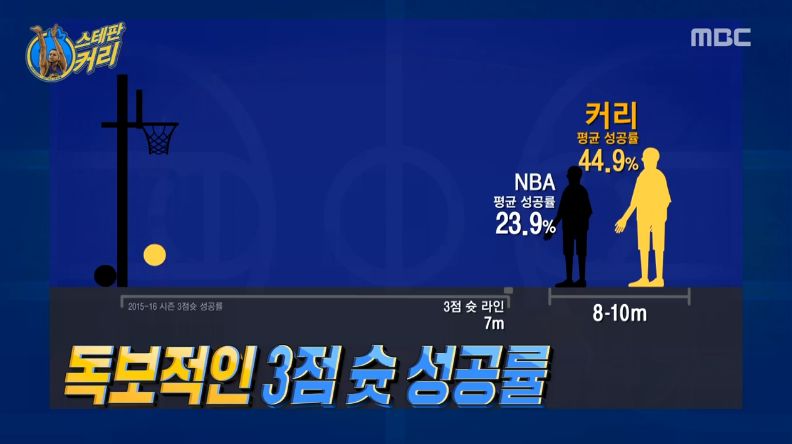 스테판
커리
MBC
커리
평균 성공률
44.9%
NBA
평균 성공률
23.9%
2015-16 시즌 3점슛 성공률
3점 슛 라인
7m
8-10m
독보적인 3점 슛 성공률